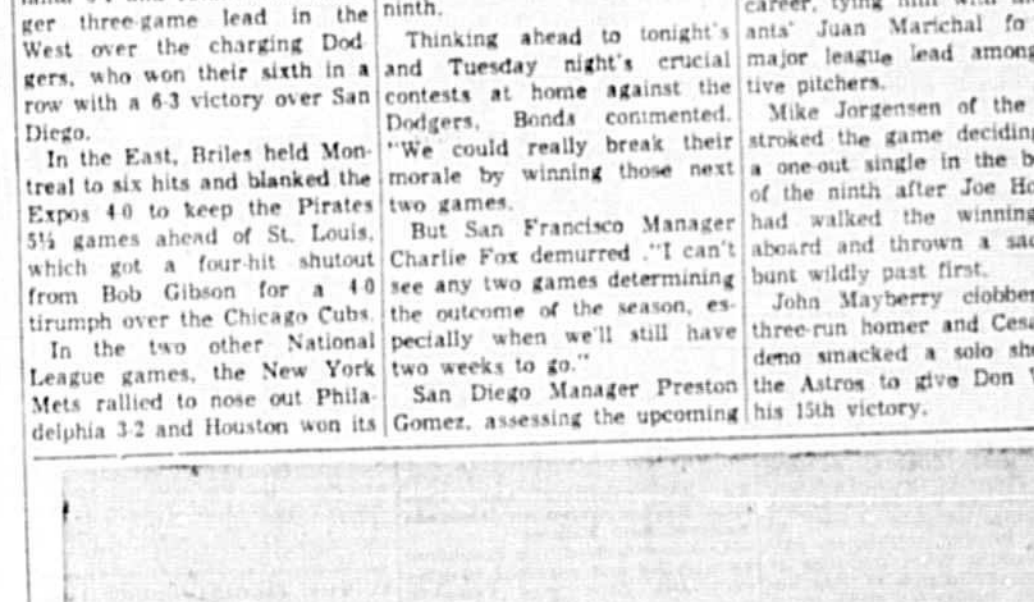 ger three-game lead in the
West over the charging Dod
gers, who won their sixth in a
row with a 6-3 victory over San
Diego.
In the East, Briles held Mon-
treal to six hits and blanked the
Expos 4-0 to keep the Pirates
5½ games ahead of St. Louis,
which got a four-hit shutout
from Bob Gibson for a 4-0
tirumph over the Chicago Cubs.
In the two other National
League games, the New York
Mets rallied to nose out Phila-
delphia 3-2 and Houston won its
ninth.
Thinking ahead to tonight's
and Tuesday night's crucial
contests at home against the
Dodgers, Bonds commented,
"We could really break their
morale by winning those next
two games.
But San Francisco Manager
Charlie Fox demurred ."I can't
see any two games determining
the outcome of the season, es-
pecially when we'll still have
two weeks to go."
San Diego Manager Preston
Gomez, assessing the upcoming
career, tying him with
ants' Juan Marichal fo
major league lead among
tive pitchers.
Mike Jorgensen of the
stroked the game deciding
a one-out single in the b
of the ninth after Joe Ho
had walked the winning
aboard and thrown a sac
bunt wildly past first.
John Mayberry clobber
three-run homer and Cesa
deno smacked a solo sh
the Astros to give Don
his 15th victory.